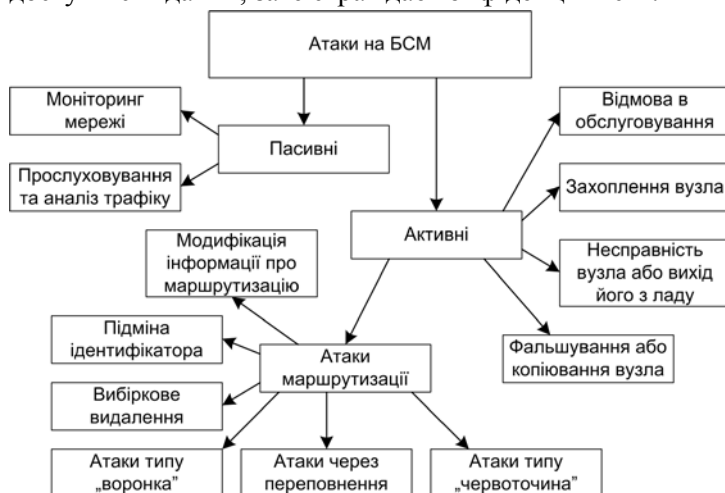 Атаки на БСМ
Моніторинг
мережі
Пасивні
Прослуховування
та аналіз трафіку
Відмова в
обслуговування
Захоплення вузла
Активні
Несправність
вузла або вихід
його з ладу
Модифікація
інформації про
маршрутизацію
Підміна
ідентифікатора
Атаки
маршрутизації
Фальшування або
копіювання вузла
Вибіркове
видалення
Атаки типу
„воронка”
Атаки через
переповнення
Атаки типу
„червоточина”